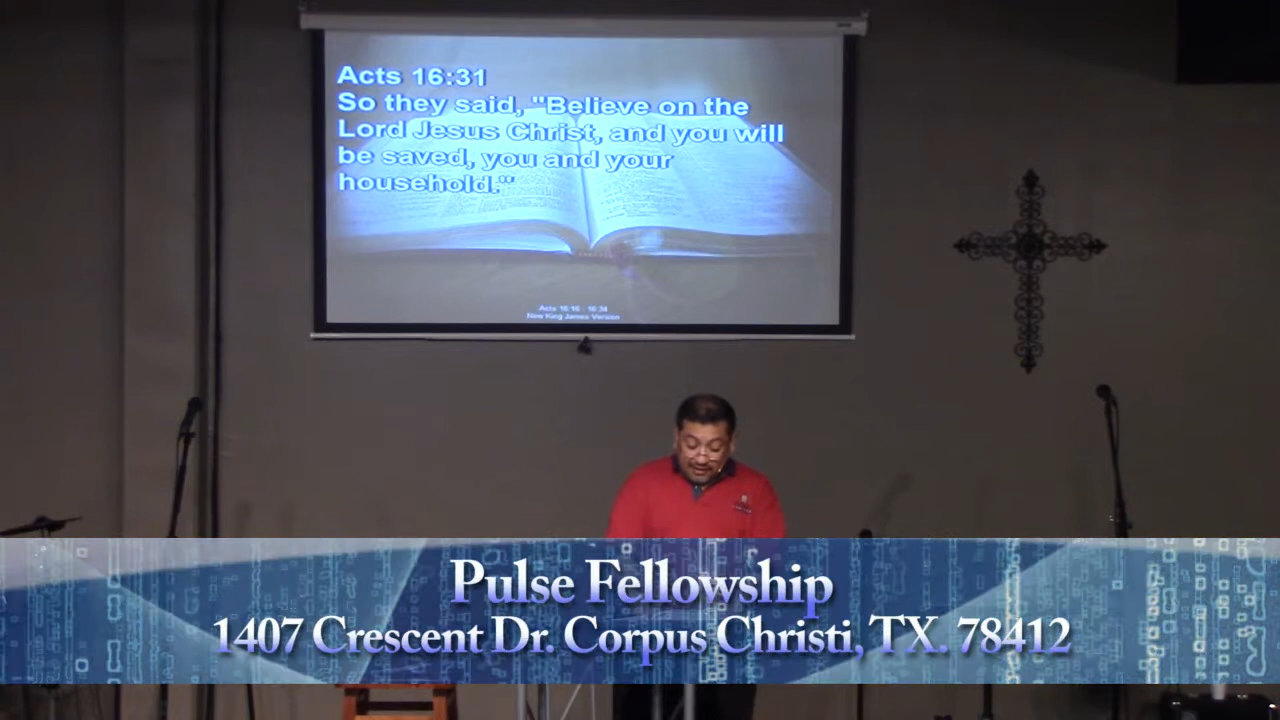 Acts 16:31
So they said, "Believe on the
Lord Jesus Christ, and you will
be saved, you and your
household."
Acts 16:16 - 16:34
New King James Version
Pulse Fellowship
1407 Crescent Dr. Corpus Christi, TX. 78412